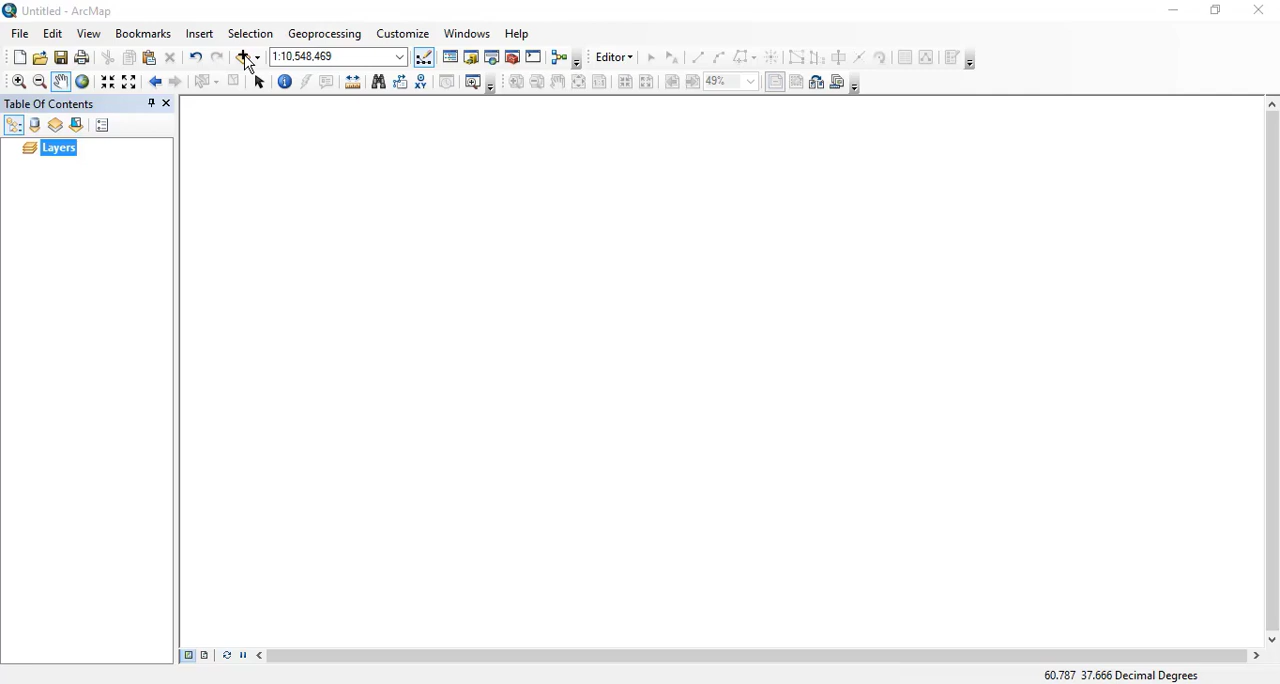 Untitled - ArcMap
File Edit View Bookmarks Insert Selection Geoprocessing Customize Windows Help
1:10,548,469 Editor
49%
Table Of Contents
Layers
60.787 37.666 Decimal Degrees